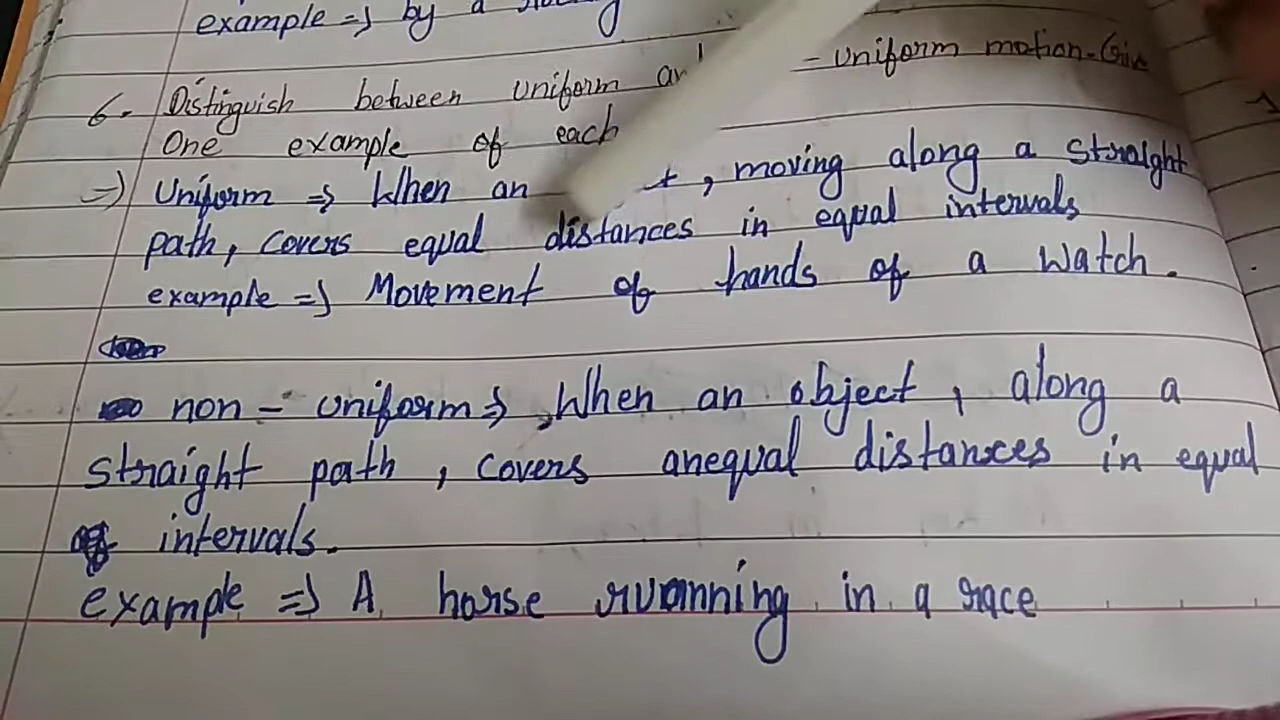 example => by a
6. Distinguish between uniform an - uniform motion. Give
One example of each
=> Uniform => When an t, moving along a straight
path, covers equal distances in equal intervals
example => Movement of hands of a watch.
non - uniform => When an object, along a
straight path, covers anequal distances in equal
intervals.
example => A horse running in a race